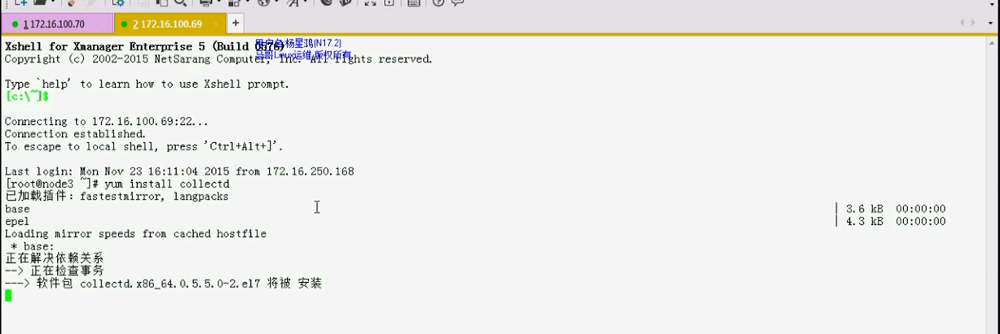 1 172.16.100.70
2 172.16.100.69
用户名:杨星鸿(N17.2)
Xshell for Xmanager Enterprise 5 (Build 0576)
马哥Linux运维,版权所有
Copyright (c) 2002-2015 NetSarang Computer, Inc. All rights reserved.
Type `help' to learn how to use Xshell prompt.
[c:\~]$
Connecting to 172.16.100.69:22...
Connection established.
To escape to local shell, press 'Ctrl+Alt+]'.
Last login: Mon Nov 23 16:11:04 2015 from 172.16.250.168
[root@node3 ~]# yum install collectd
已加载插件: fastestmirror, langpacks
base | 3.6 kB 00:00:00
epel | 4.3 kB 00:00:00
Loading mirror speeds from cached hostfile
* base:
正在解决依赖关系
--> 正在检查事务
---> 软件包 collectd.x86_64.0.5.5.0-2.el7 将被 安装